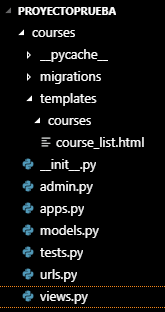 PROYECTOPRUEBA
courses
__pycache__
migrations
templates
courses
course_list.html
__init__.py
admin.py
apps.py
models.py
tests.py
urls.py
views.py